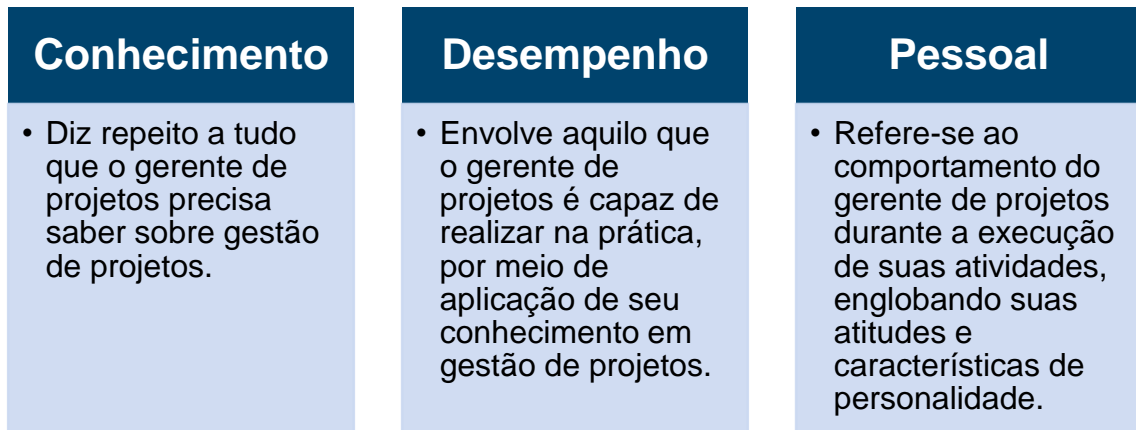 Conhecimento
• Diz repeito a tudo
que o gerente de
projetos precisa
saber sobre gestão
de projetos.
Desempenho
• Envolve aquilo que
o gerente de
projetos é capaz de
realizar na prática,
por meio de
aplicação de seu
conhecimento em
gestão de projetos.
Pessoal
• Refere-se ao
comportamento do
gerente de projetos
durante a execução
de suas atividades,
englobando suas
atitudes e
características de
personalidade.